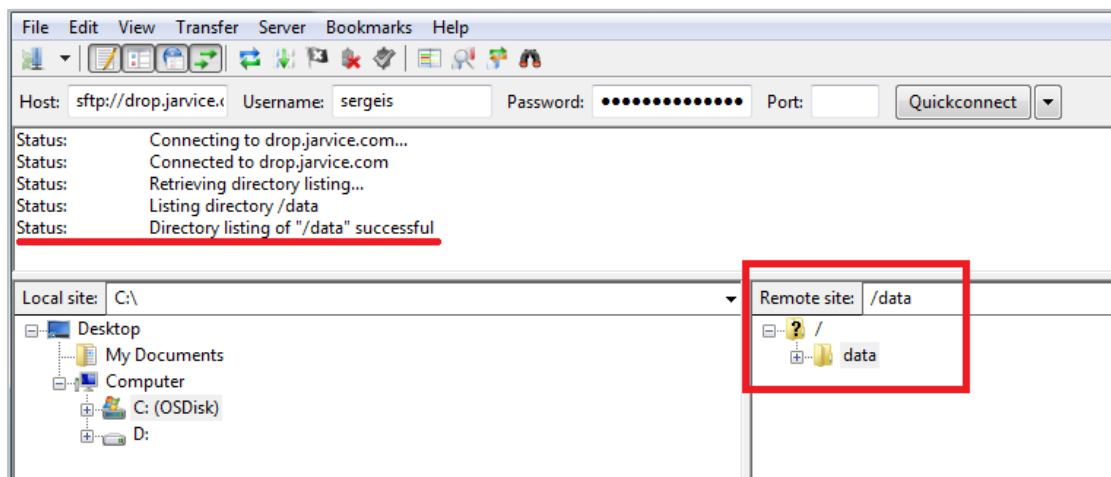 File Edit View Transfer Server Bookmarks Help
Host: sftp://drop.jarvice.c Username: sergeis Password: •••••••••••••• Port: Quickconnect
Status: Connecting to drop.jarvice.com...
Status: Connected to drop.jarvice.com
Status: Retrieving directory listing...
Status: Listing directory /data
Status: Directory listing of "/data" successful
Local site: C:\
Desktop
My Documents
Computer
C: (OSDisk)
D:
Remote site: /data
/
data